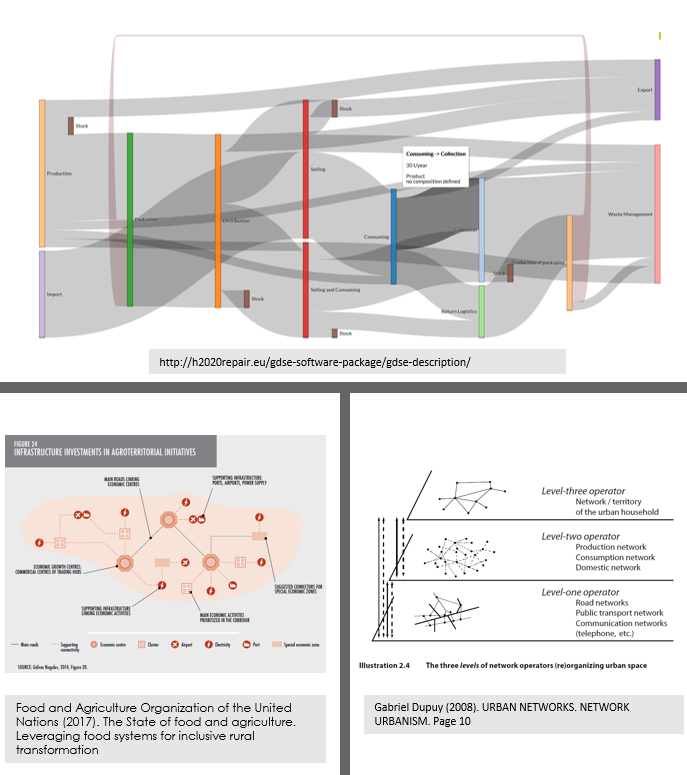 Export
Stock
Stock
Consuming -> Collection
30 t/year
Product
no composition defined
Production
Selling
Waste Management
Distribution
Consuming
Stock
Production of packaging
Import
Selling and Consuming
Stock
Return Logistics
Stock
http://h2020repair.eu/gdse-software-package/gdse-description/
FIGURE 24
INFRASTRUCTURE INVESTMENTS IN AGROTERRITORIAL INITIATIVES
MAIN ROADS LINKING
ECONOMIC CENTRES
SUPPORTING INFRASTRUCTURE:
PORTS, AIRPORTS, POWER SUPPLY
ECONOMIC GROWTH CENTRES:
COMMERCIAL CENTRES OF TRADING HUBS
SUGGESTED CONNECTORS FOR
SPECIAL ECONOMIC ZONES
SUPPORTING INFRASTRUCTURE
LINKING ECONOMIC ACTIVITIES
MAIN ECONOMIC ACTIVITIES
PRIORITIZED IN THE CORRIDOR
Main roads
Supporting
connectivity
Economic centre
Cluster
Airport
Electricity
Port
Special economic zone
SOURCE: Gálvez Nogales, 2014, Figure 20.
Food and Agriculture Organization of the United
Nations (2017). The State of food and agriculture.
Leveraging food systems for inclusive rural
transformation
Level-three operator
Network / territory
of the urban household
Level-two operator
Production network
Consumption network
Domestic network
Level-one operator
Road networks
Public transport network
Communication networks
(telephone, etc.)
Illustration 2.4 The three levels of network operators (re)organizing urban space
Gabriel Dupuy (2008). URBAN NETWORKS. NETWORK
URBANISM. Page 10